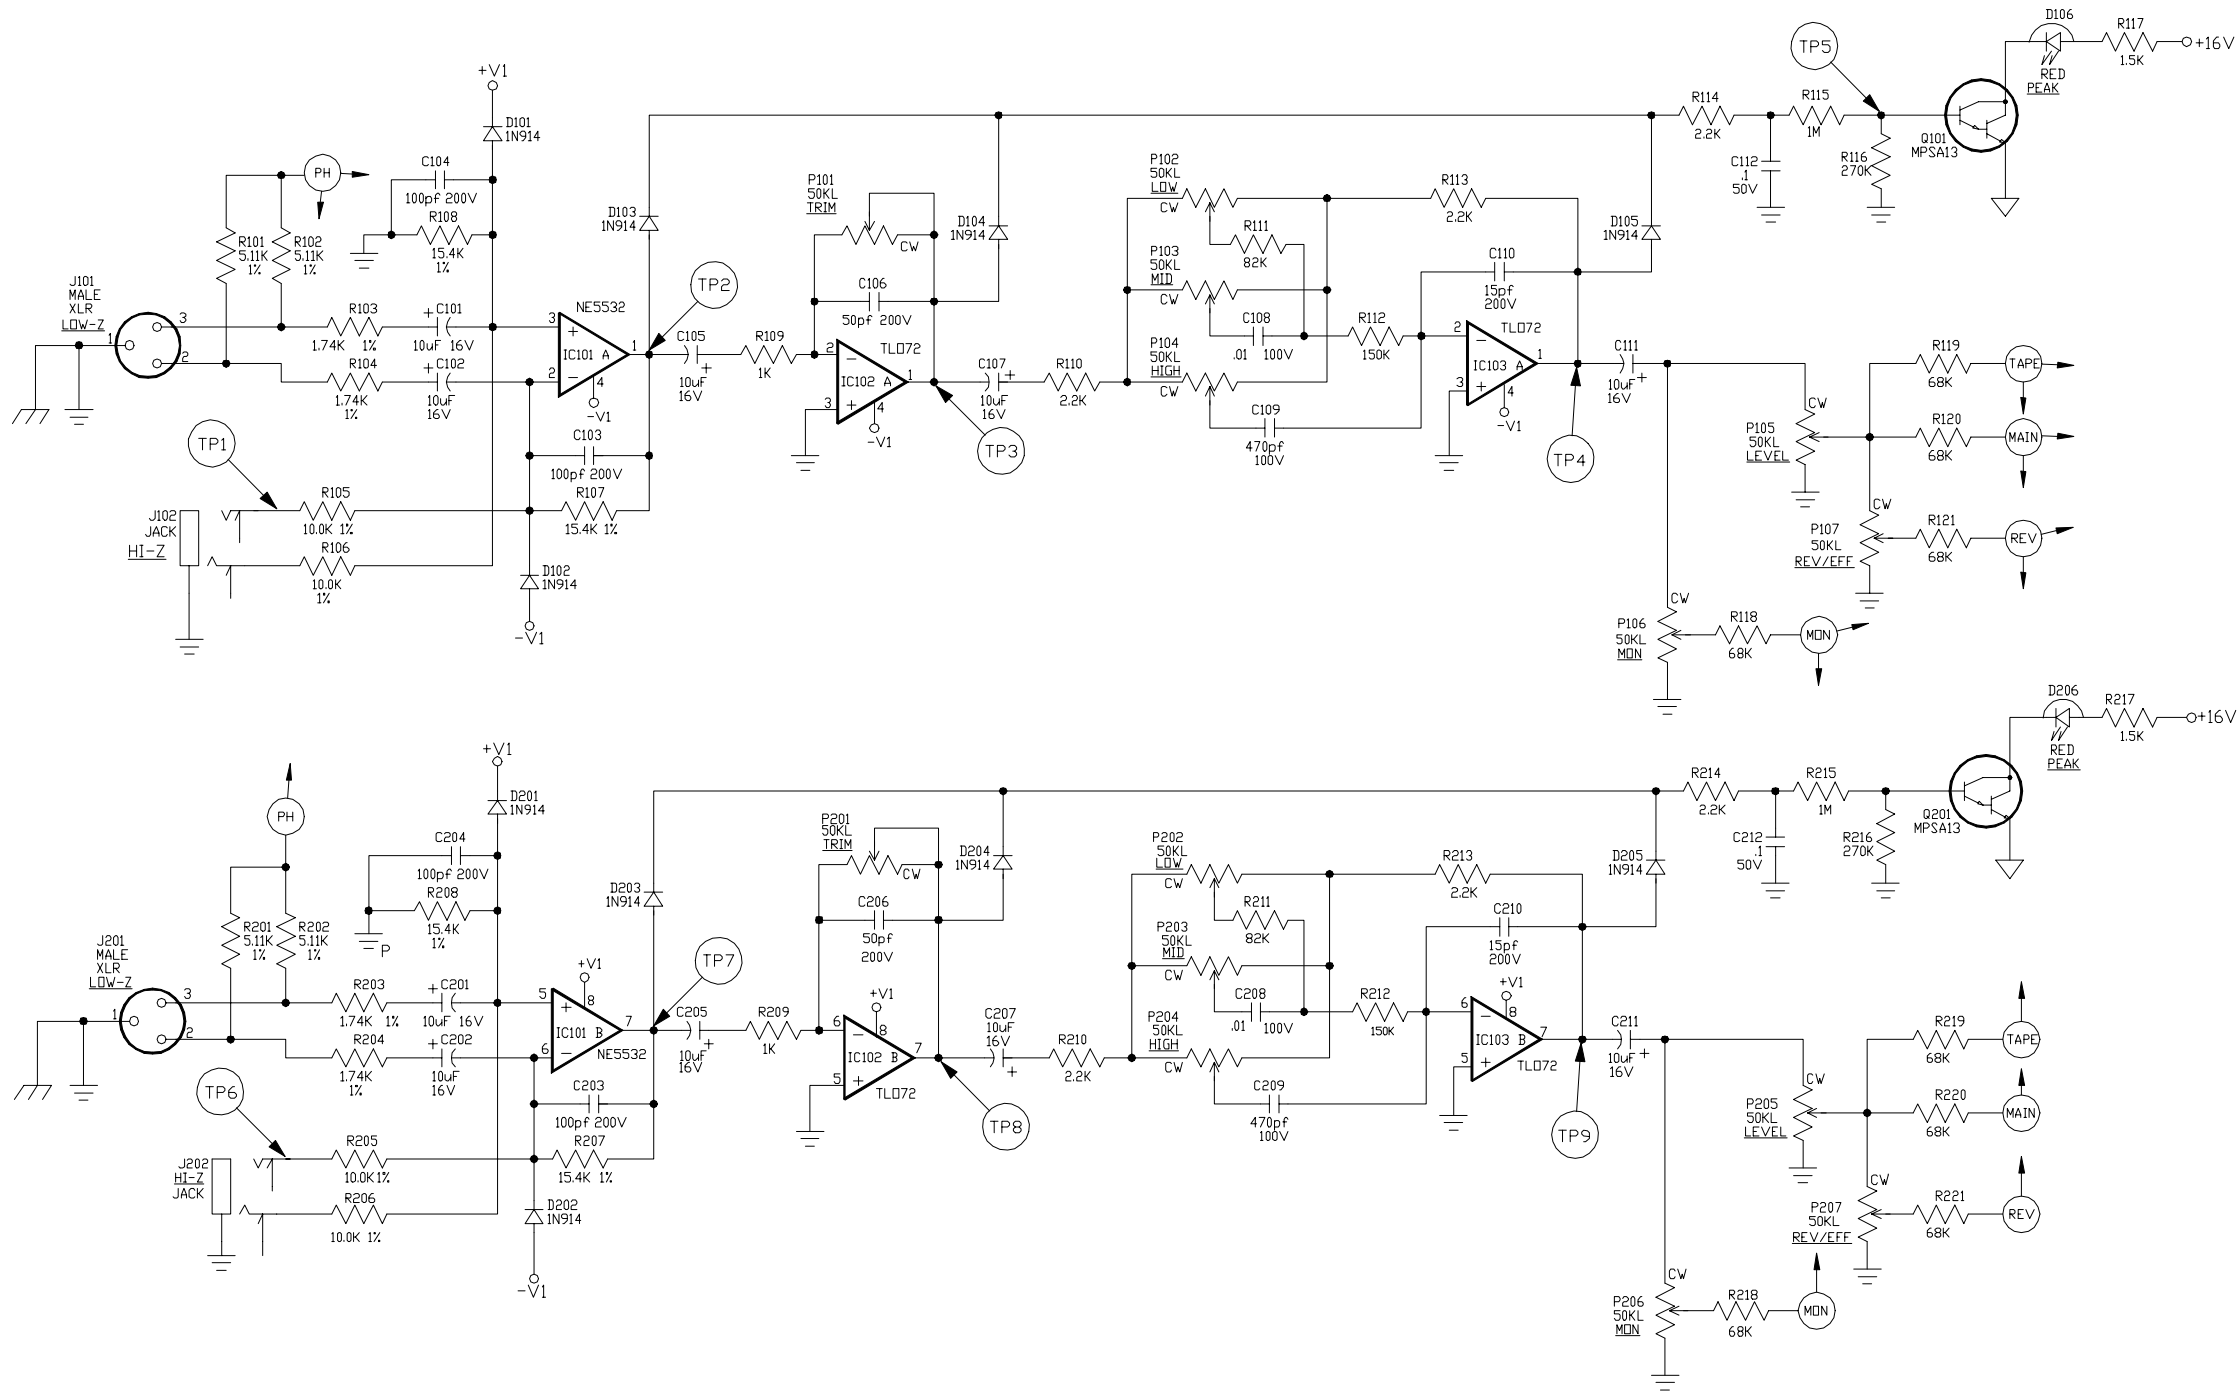 D106
R117
+16V
1.5K
RED
PEAK
TP5
R114
2.2K
R115
1M
C112
.1
50V
R116
270K
Q101
MPSA13
+V1
D101
1N914
C104
100pf 200V
R108
15.4K
1%
PH
R101
5.11K
1%
R102
5.11K
1%
J101
MALE
XLR
LOW-Z
3
1
2
R103
1.74K 1%
C101
10uF 16V
R104
1.74K
1%
C102
10uF
16V
NE5532
3
2
1
4
IC101 A
-V1
D103
1N914
TP2
C103
100pf 200V
R107
15.4K 1%
TP1
J102
JACK
HI-Z
R105
10.0K 1%
R106
10.0K
1%
D102
1N914
-V1
C105
10uF
16V
R109
1K
P101
50KL
TRIM
CW
C106
50pf 200V
TL072
2
3
1
4
IC102 A
-V1
D104
1N914
TP3
C107
10uF
16V
R110
2.2K
P102
50KL
LOW
CW
R111
82K
P103
50KL
MID
CW
C108
.01 100V
P104
50KL
HIGH
CW
C109
470pf
100V
R112
150K
R113
2.2K
C110
15pf
200V
TL072
2
3
1
4
IC103 A
-V1
D105
1N914
TP4
C111
10uF
16V
CW
P105
50KL
LEVEL
R119
68K
TAPE
R120
68K
MAIN
CW
P107
50KL
REV/EFF
R121
68K
REV
CW
P106
50KL
MON
R118
68K
MON
D206
R217
+16V
1.5K
RED
PEAK
R214
2.2K
R215
1M
C212
.1
50V
R216
270K
Q201
MPSA13
+V1
D201
1N914
C204
100pf 200V
R208
15.4K
1%
P
PH
R201
5.11K
1%
R202
5.11K
1%
J201
MALE
XLR
LOW-Z
3
1
2
R203
1.74K 1%
C201
10uF 16V
R204
1.74K
1%
C202
10uF
16V
+V1
5
6
7
8
IC101 B
NE5532
D203
1N914
TP7
C203
100pf 200V
R207
15.4K 1%
TP6
J202
HI-Z
JACK
R205
10.0K 1%
R206
10.0K 1%
D202
1N914
-V1
C205
10uF
16V
R209
1K
P201
50KL
TRIM
CW
C206
50pf
200V
+V1
6
5
7
8
IC102 B
TL072
D204
1N914
TP8
C207
10uF
16V
R210
2.2K
P202
50KL
LOW
CW
R211
82K
P203
50KL
MID
CW
C208
.01 100V
P204
50KL
HIGH
CW
C209
470pf
100V
R212
150K
R213
2.2K
C210
15pf
200V
+V1
6
5
7
8
IC103 B
TL072
D205
1N914
TP9
C211
10uF
16V
CW
P205
50KL
LEVEL
R219
68K
TAPE
R220
68K
MAIN
CW
P207
50KL
REV/EFF
R221
68K
REV
CW
P206
50KL
MON
R218
68K
MON